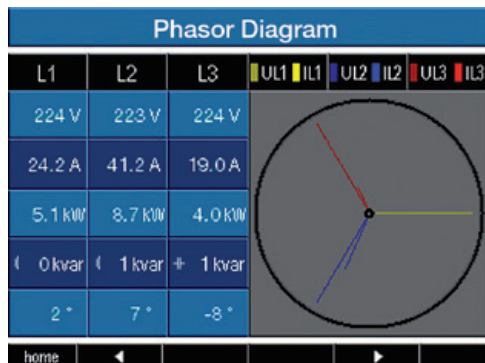 Phasor Diagram
L1 L2 L3 UL1 IL1 UL2 IL2 UL3 IL3
224 V 223 V 224 V
24.2 A 41.2 A 19.0 A
5.1 kW 8.7 kW 4.0 kW
0 kvar 1 kvar 1 kvar
2 ° 7 ° -8 °
home